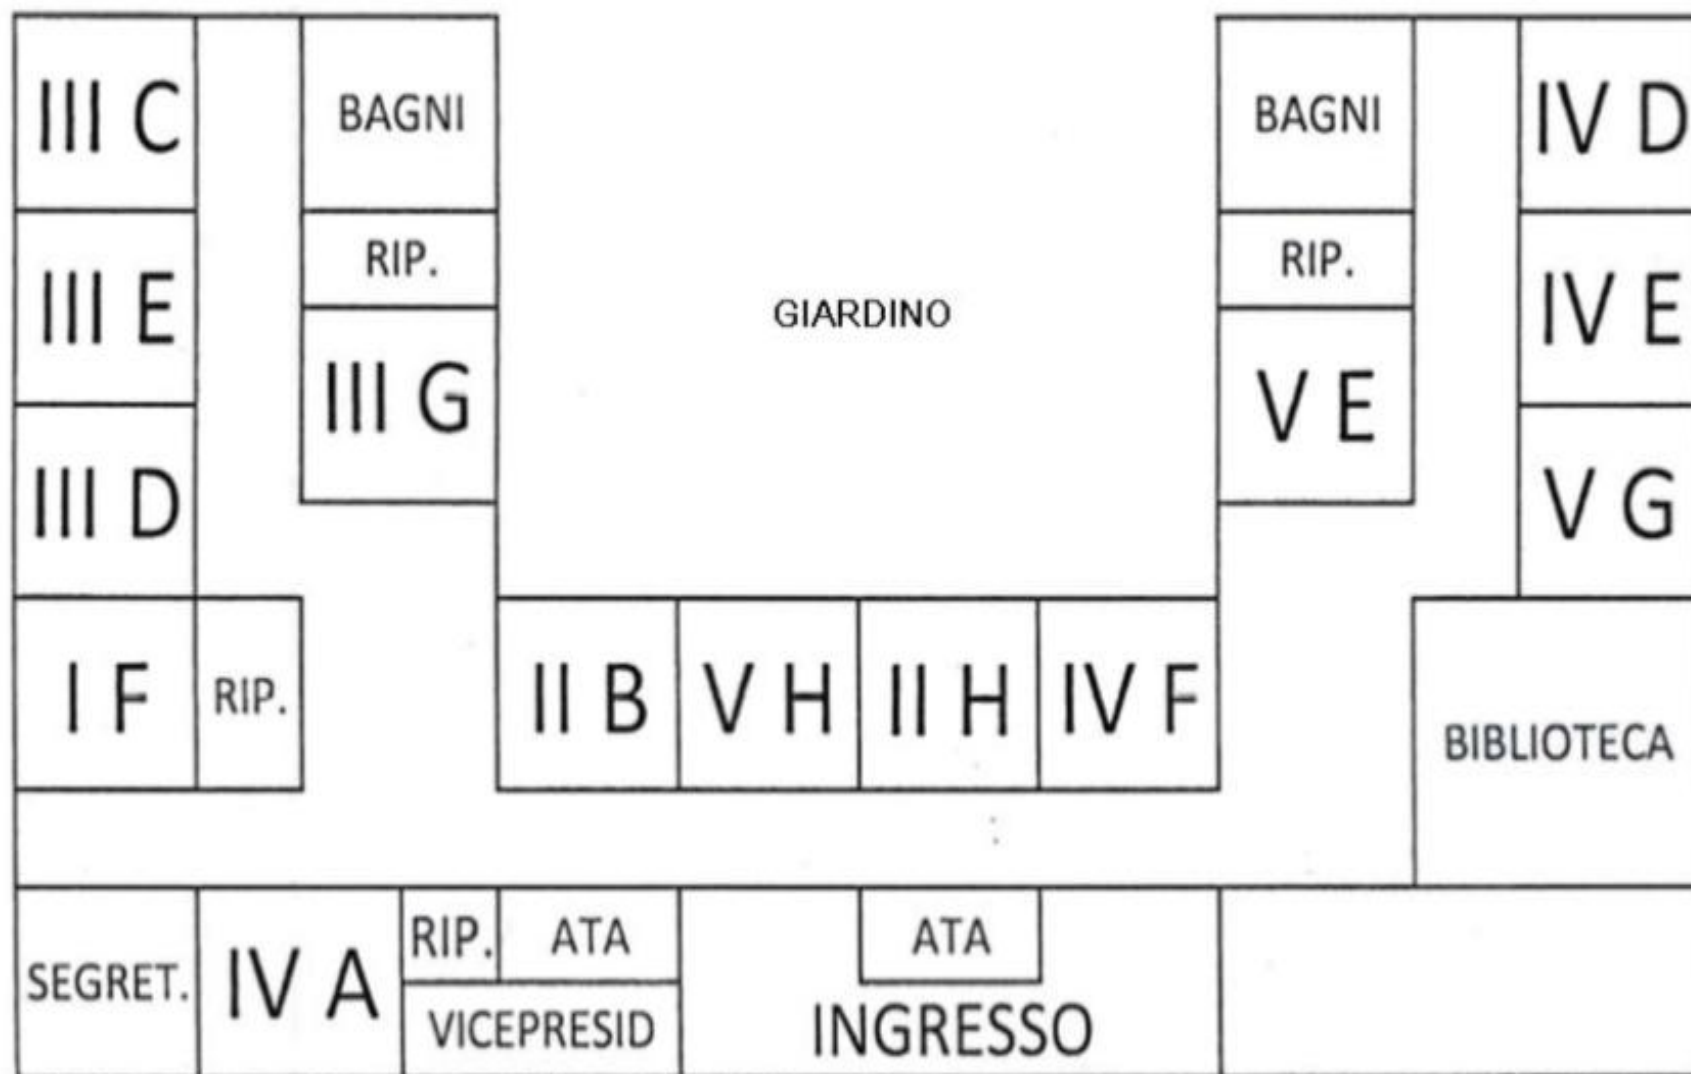 III C
BAGNI
BAGNI
IV D
III E
RIP.
GIARDINO
RIP.
IV E
III G
V E
III D
V G
I F
RIP.
II B
V H
II H
IV F
BIBLIOTECA
SEGRET.
IV A
RIP.
ATA
ATA
VICEPRESID
INGRESSO